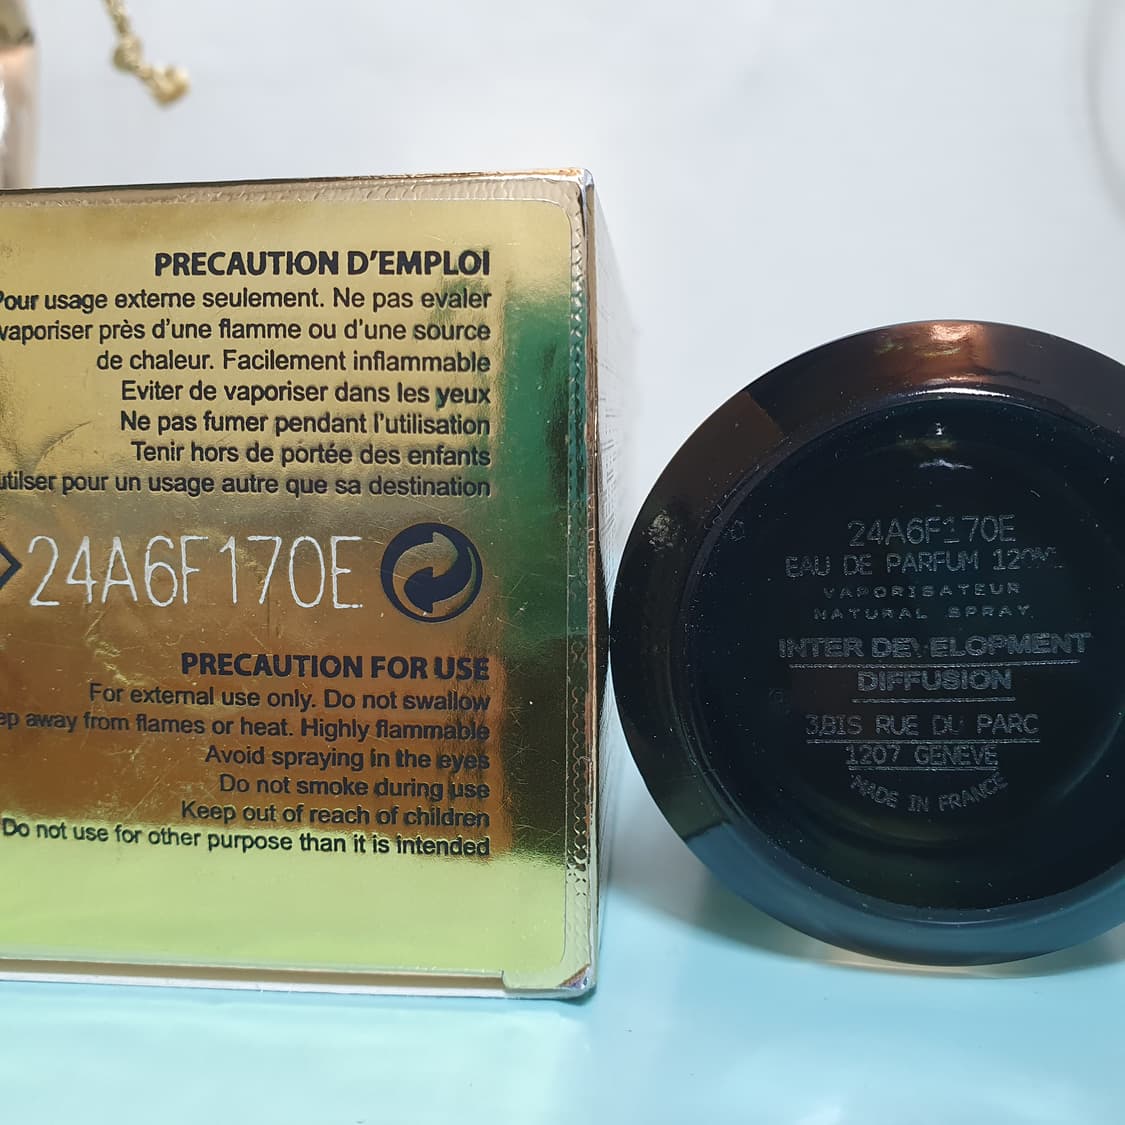 PRECAUTION D'EMPLOI
Pour usage externe seulement. Ne pas evaler
vaporiser près d'une flamme ou d'une source
de chaleur. Facilement inflammable
Eviter de vaporiser dans les yeux
Ne pas fumer pendant l'utilisation
Tenir hors de portée des enfants
utilser pour un usage autre que sa destination
24A6F170E
PRECAUTION FOR USE
For external use only. Do not swallow
away from flames or heat. Highly flammable
Avoid spraying in the eyes
Do not smoke during use
Keep out of reach of children
Do not use for other purpose than it is intended
24A6F170E
EAU DE PARFUM 120ML
VAPORISATEUR
NATURAL SPRAY
INTER DEVELOPMENT
DIFFUSION
3,BIS RUE DU PARC
1207 GENEVE
MADE IN FRANCE